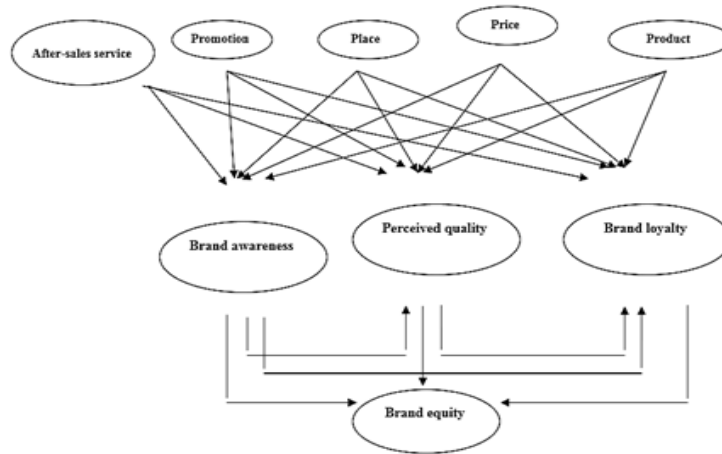 After-sales service
Promotion
Place
Price
Product
Brand awareness
Perceived quality
Brand loyalty
Brand equity